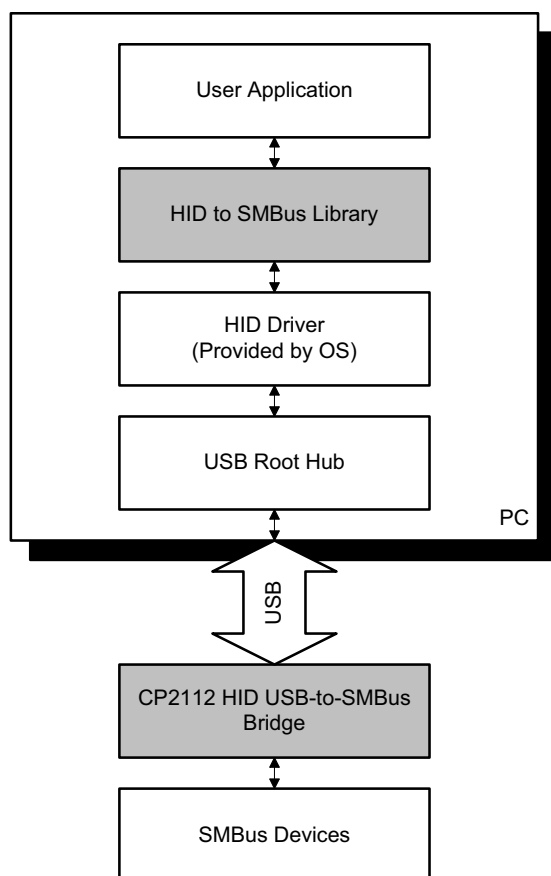 User Application
HID to SMBus Library
HID Driver
(Provided by OS)
USB Root Hub
PC
USB
CP2112 HID USB-to-SMBus
Bridge
SMBus Devices